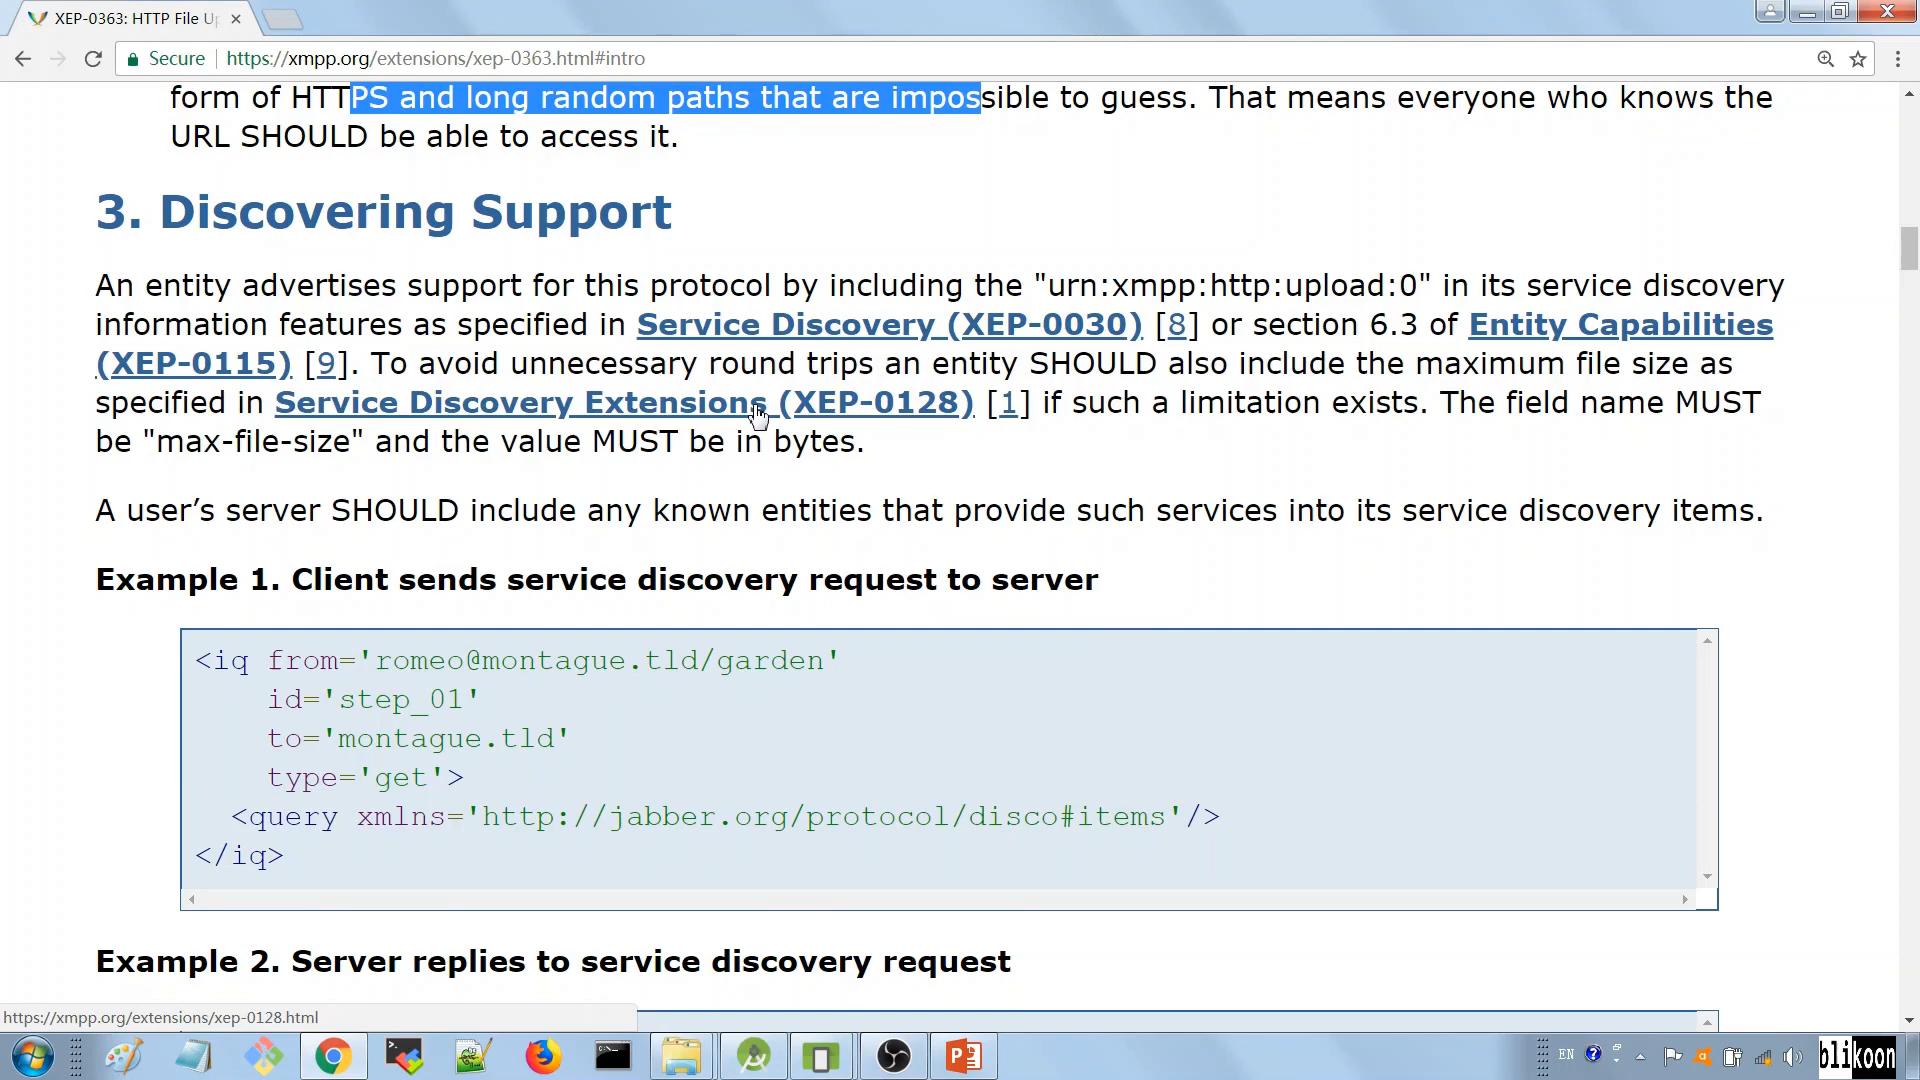 XEP-0363: HTTP File Up
Secure https://xmpp.org/extensions/xep-0363.html#intro
form of HTTPS and long random paths that are impossible to guess. That means everyone who knows the
URL SHOULD be able to access it.
3. Discovering Support
An entity advertises support for this protocol by including the "urn:xmpp:http:upload:0" in its service discovery
information features as specified in Service Discovery (XEP-0030) [8] or section 6.3 of Entity Capabilities
(XEP-0115) [9]. To avoid unnecessary round trips an entity SHOULD also include the maximum file size as
specified in Service Discovery Extensions (XEP-0128) [1] if such a limitation exists. The field name MUST
be "max-file-size" and the value MUST be in bytes.
A user’s server SHOULD include any known entities that provide such services into its service discovery items.
Example 1. Client sends service discovery request to server
<iq from='romeo@montague.tld/garden'
id='step_01'
to='montague.tld'
type='get'>
<query xmlns='http://jabber.org/protocol/disco#items'/>
</iq>
Example 2. Server replies to service discovery request
https://xmpp.org/extensions/xep-0128.html
EN
blikoon